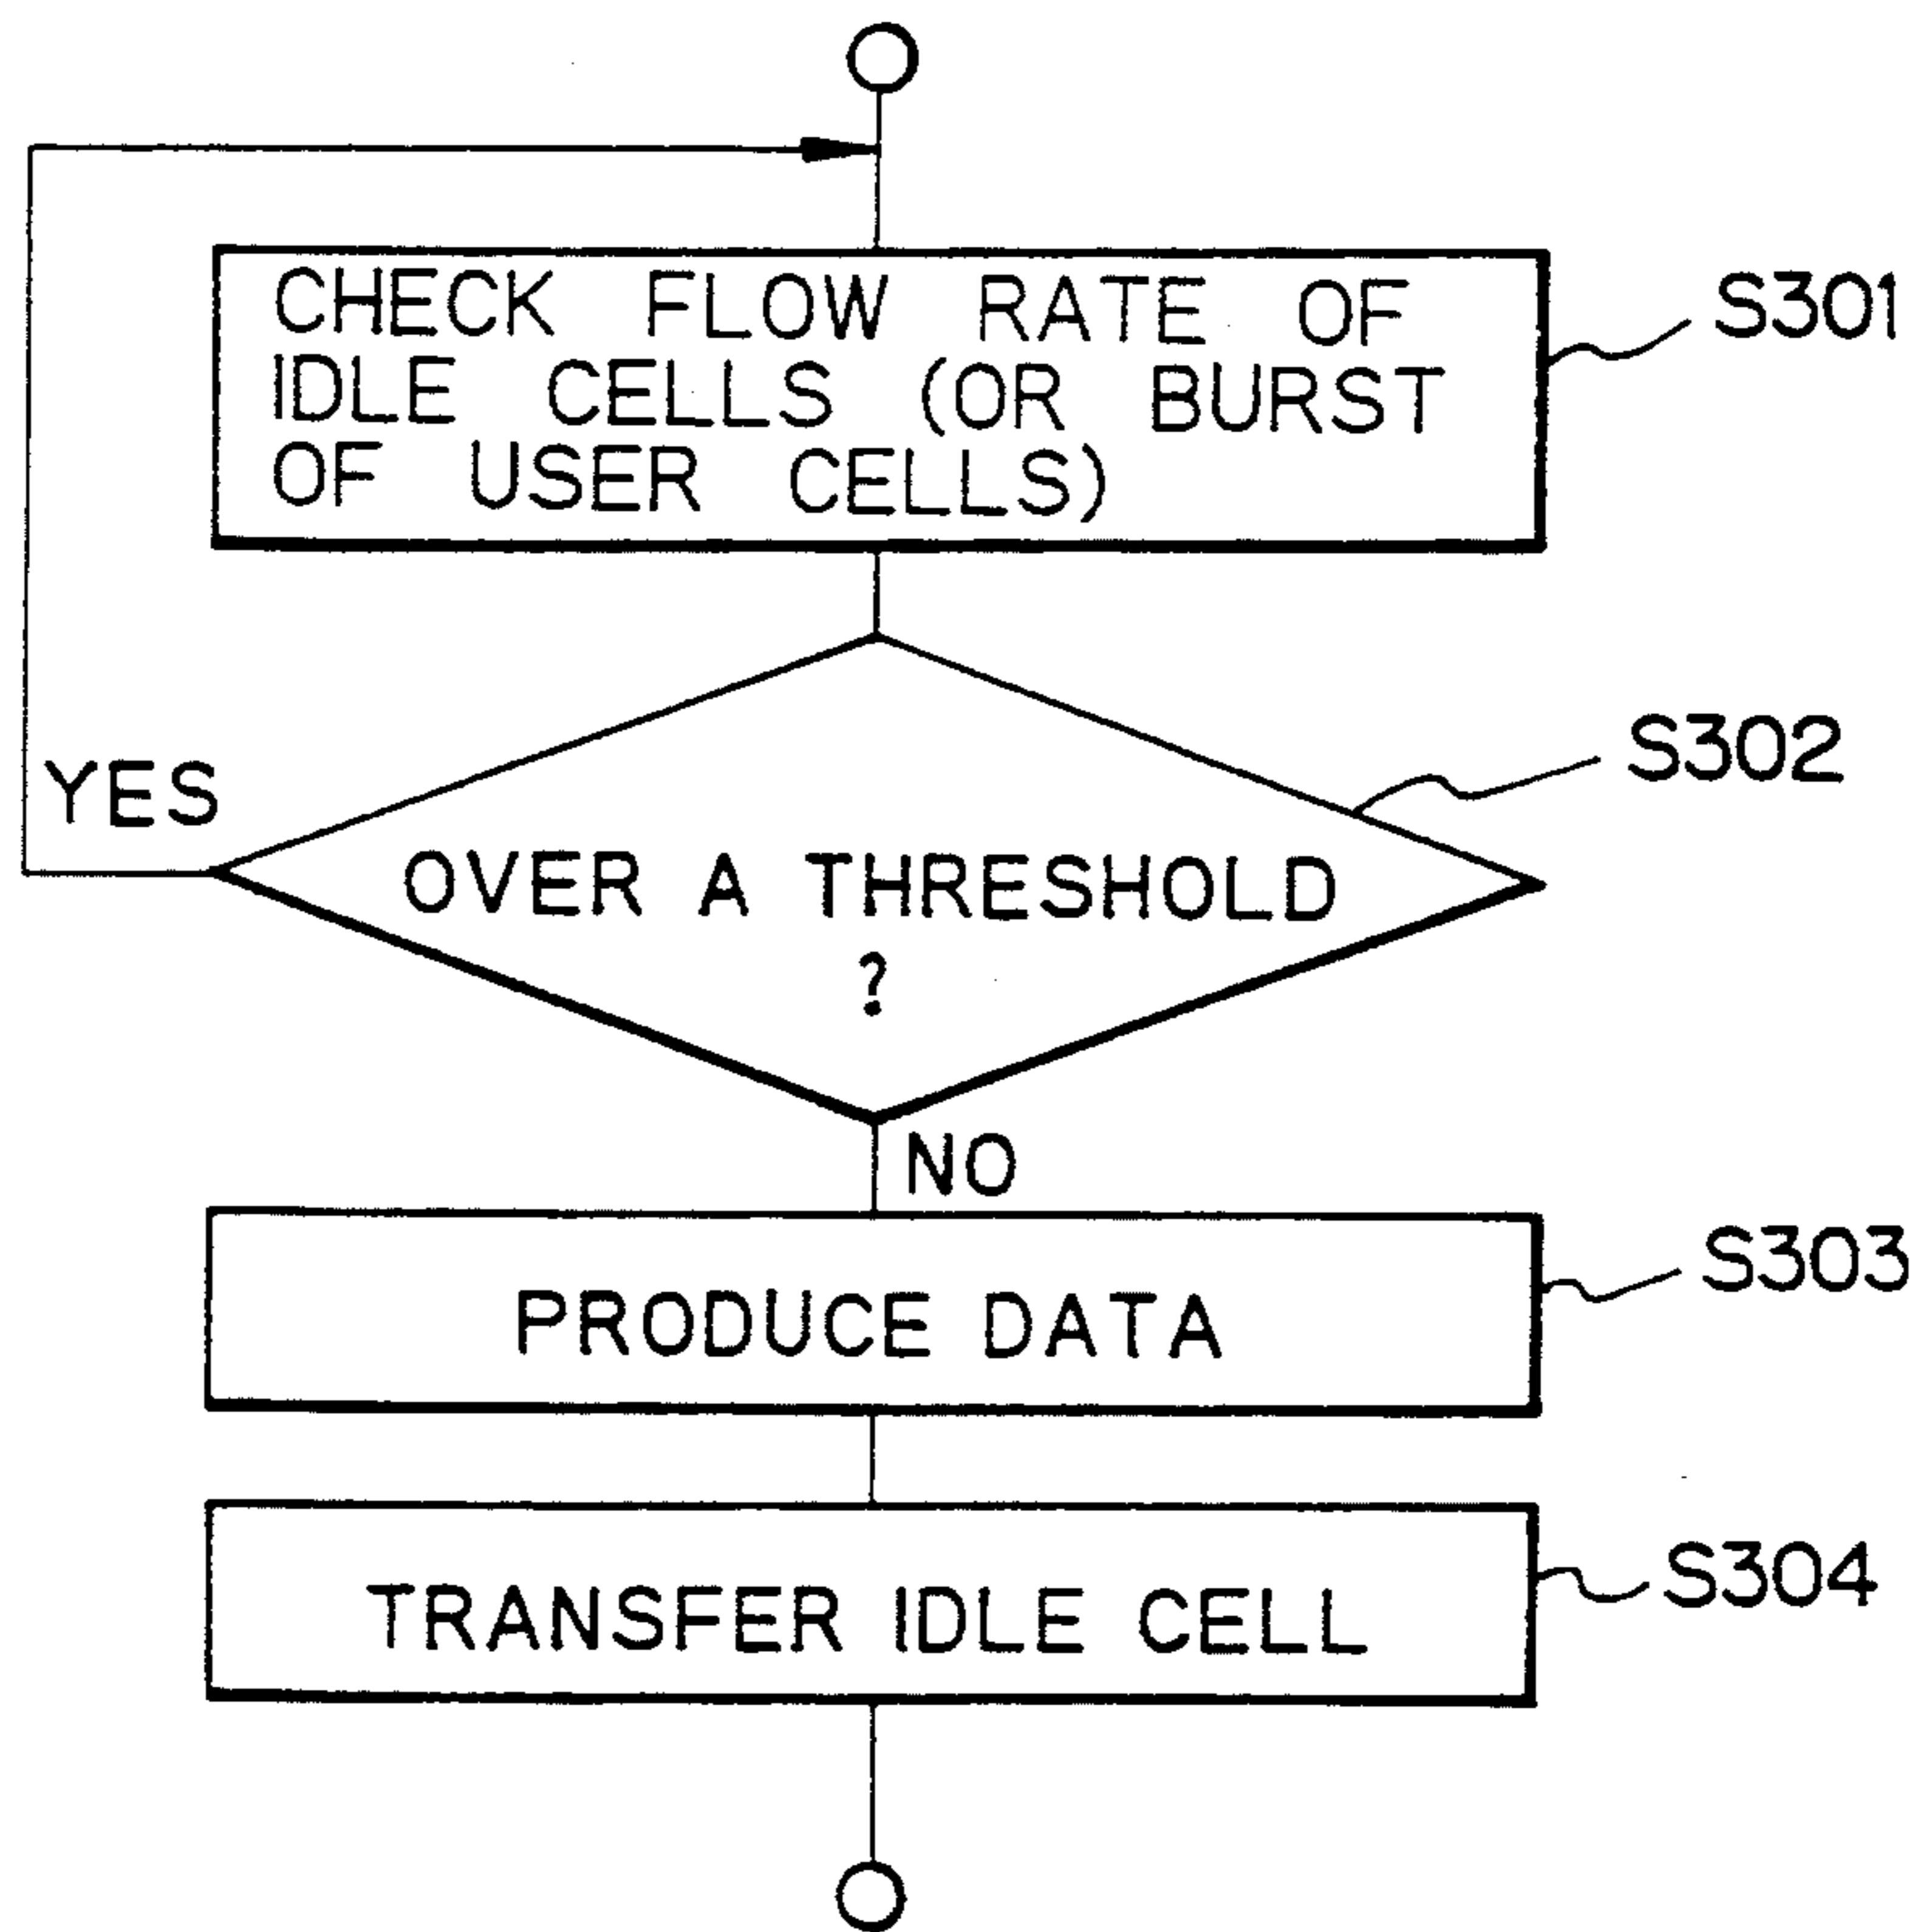 CHECK FLOW RATE OF
IDLE CELLS (OR BURST
OF USER CELLS)
S301
S302
YES
OVER A THRESHOLD
?
NO
PRODUCE DATA
S303
TRANSFER IDLE CELL
S304